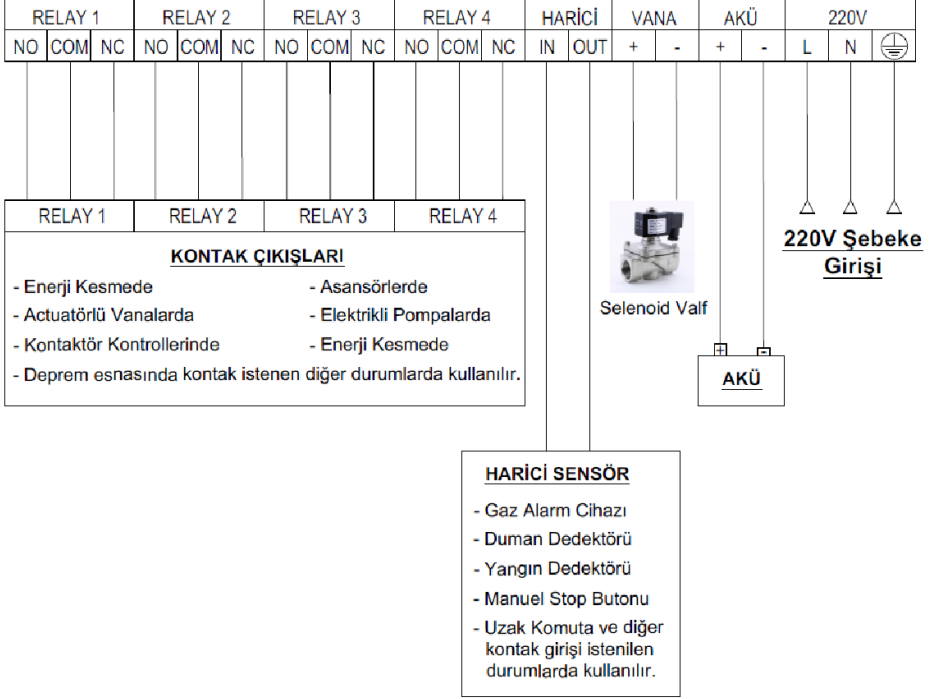 RELAY 1 RELAY 2 RELAY 3 RELAY 4 HARİCİ VANA AKÜ 220V
NO COM NC NO COM NC NO COM NC NO COM NC IN OUT + - + - L N
RELAY 1 RELAY 2 RELAY 3 RELAY 4
KONTAK ÇIKIŞLARI
- Enerji Kesmede
- Asansörlerde
- Actuatörlü Vanalarda
- Elektrikli Pompalarda
- Kontaktör Kontrollerinde
- Enerji Kesmede
- Deprem esnasında kontak istenen diğer durumlarda kullanılır.
Selenoid Valf
220V Şebeke
Girişi
+ -
AKÜ
HARİCİ SENSÖR
- Gaz Alarm Cihazı
- Duman Dedektörü
- Yangın Dedektörü
- Manuel Stop Butonu
- Uzak Komuta ve diğer
kontak girişi istenilen
durumlarda kullanılır.